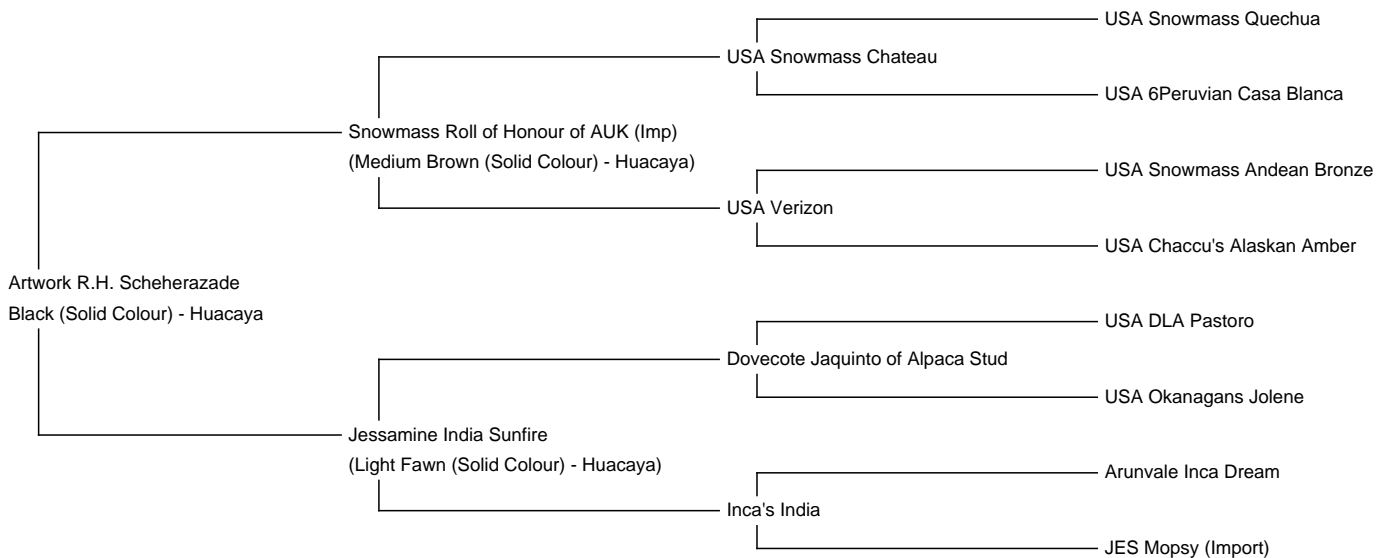 USA Snowmass Quechua
USA Snowmass Chateau
USA 6Peruvian Casa Blanca
Snowmass Roll of Honour of AUK (Imp)
(Medium Brown (Solid Colour) - Huacaya)
USA Snowmass Andean Bronze
USA Verizon
USA Chaccu's Alaskan Amber
Artwork R.H. Scheherazade
Black (Solid Colour) - Huacaya
USA DLA Pastoro
Dovecote Jaquinto of Alpaca Stud
USA Okanagans Jolene
Jessamine India Sunfire
(Light Fawn (Solid Colour) - Huacaya)
Arunvale Inca Dream
Inca's India
JES Mopsy (Import)